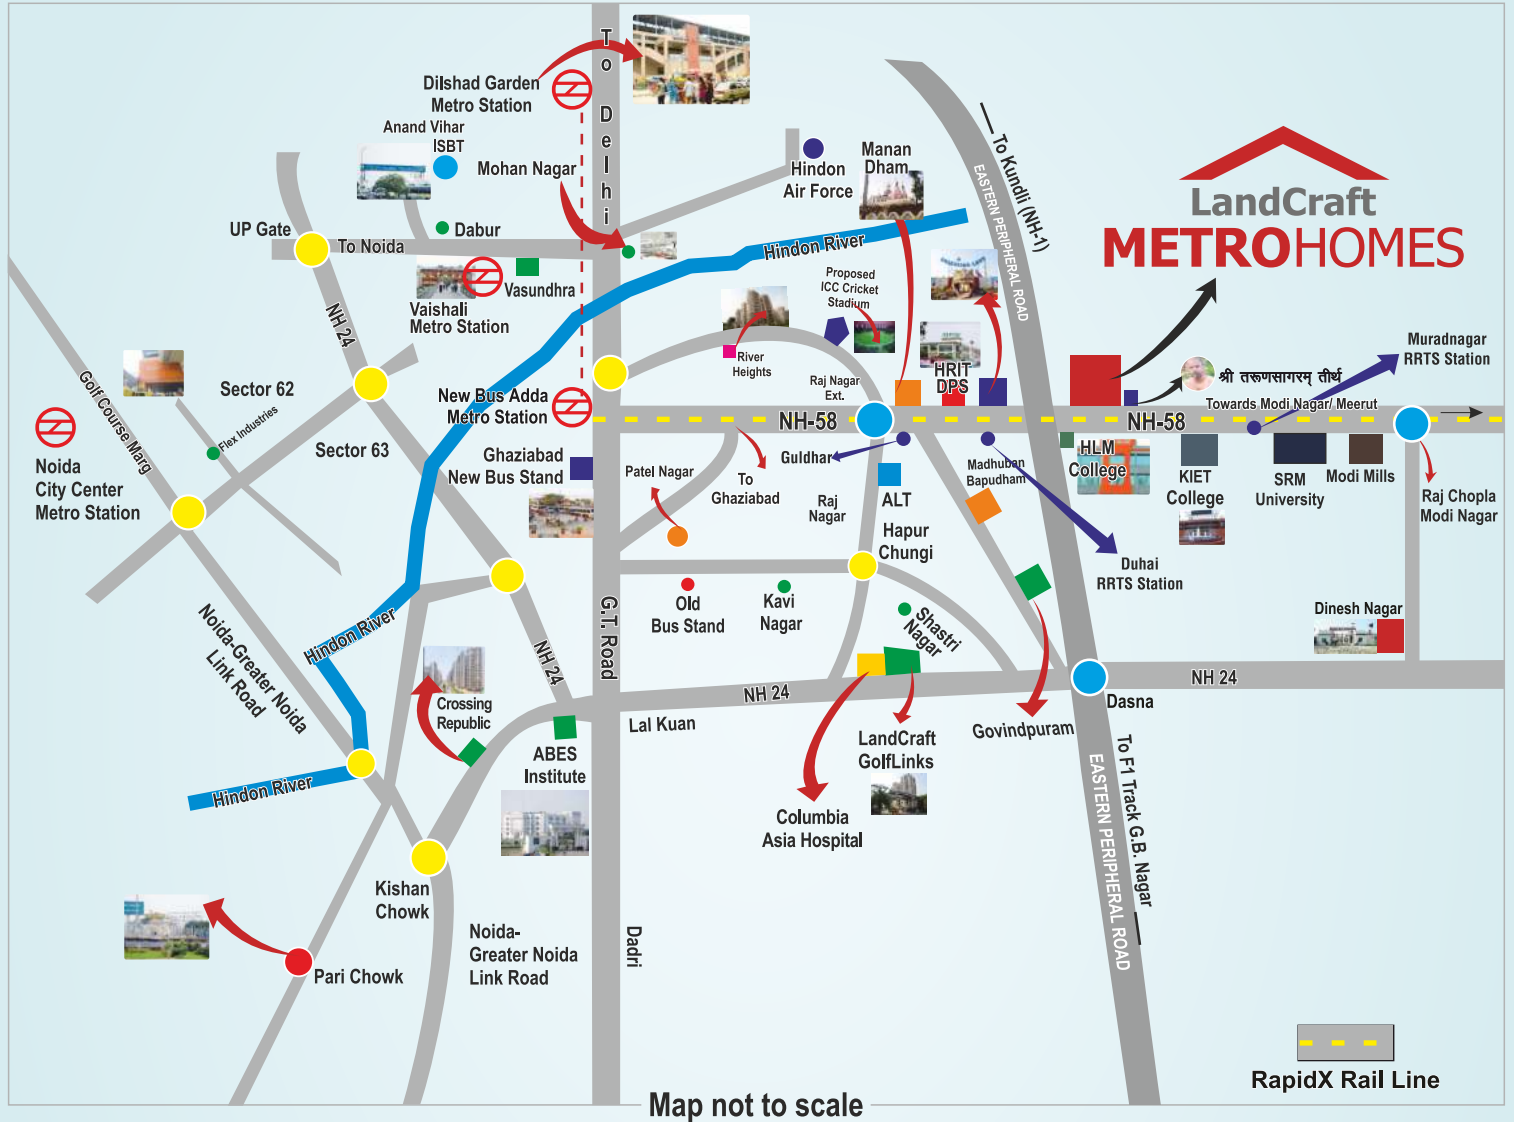 To Delhi
Dilshad Garden
Metro Station
Anand Vihar
ISBT
Mohan Nagar
Hindon
Air Force
Manan
Dham
To Kundli (NH-1)
EASTERN PERIPHERAL ROAD
LandCraft
METROHOMES
UP Gate
To Noida
Dabur
Hindon River
Vasundhra
Vaishali
Metro Station
NH 24
Proposed
ICC Cricket
Stadium
River
Heights
HRIT
DPS
Raj Nagar
Ext.
Muradnagar
RRTS Station
श्री तरूणसागरम् तीर्थ
Towards Modi Nagar/ Meerut
Golf Course Marg
Sector 62
Flex Industries
Sector 63
New Bus Adda
Metro Station
NH-58
NH-58
Noida
City Center
Metro Station
Ghaziabad
New Bus Stand
Patel Nagar
To
Ghaziabad
Guldhar
Raj
Nagar
ALT
Madhuban
Bapudham
HLM
College
KIET
College
SRM
University
Modi Mills
Raj Chopla
Modi Nagar
Hapur
Chungi
Duhai
RRTS Station
Old
Bus Stand
Kavi
Nagar
Shastri
Nagar
Dinesh Nagar
G.T. Road
Noida-Greater Noida
Link Road
Hindon River
NH 24
NH 24
NH 24
Crossing
Republic
Lal Kuan
Dasna
Govindpuram
LandCraft
GolfLinks
ABES
Institute
Hindon River
Columbia
Asia Hospital
To F1 Track G.B. Nagar
EASTERN PERIPHERAL ROAD
Kishan
Chowk
Noida-
Greater Noida
Link Road
Dadri
Pari Chowk
RapidX Rail Line
Map not to scale